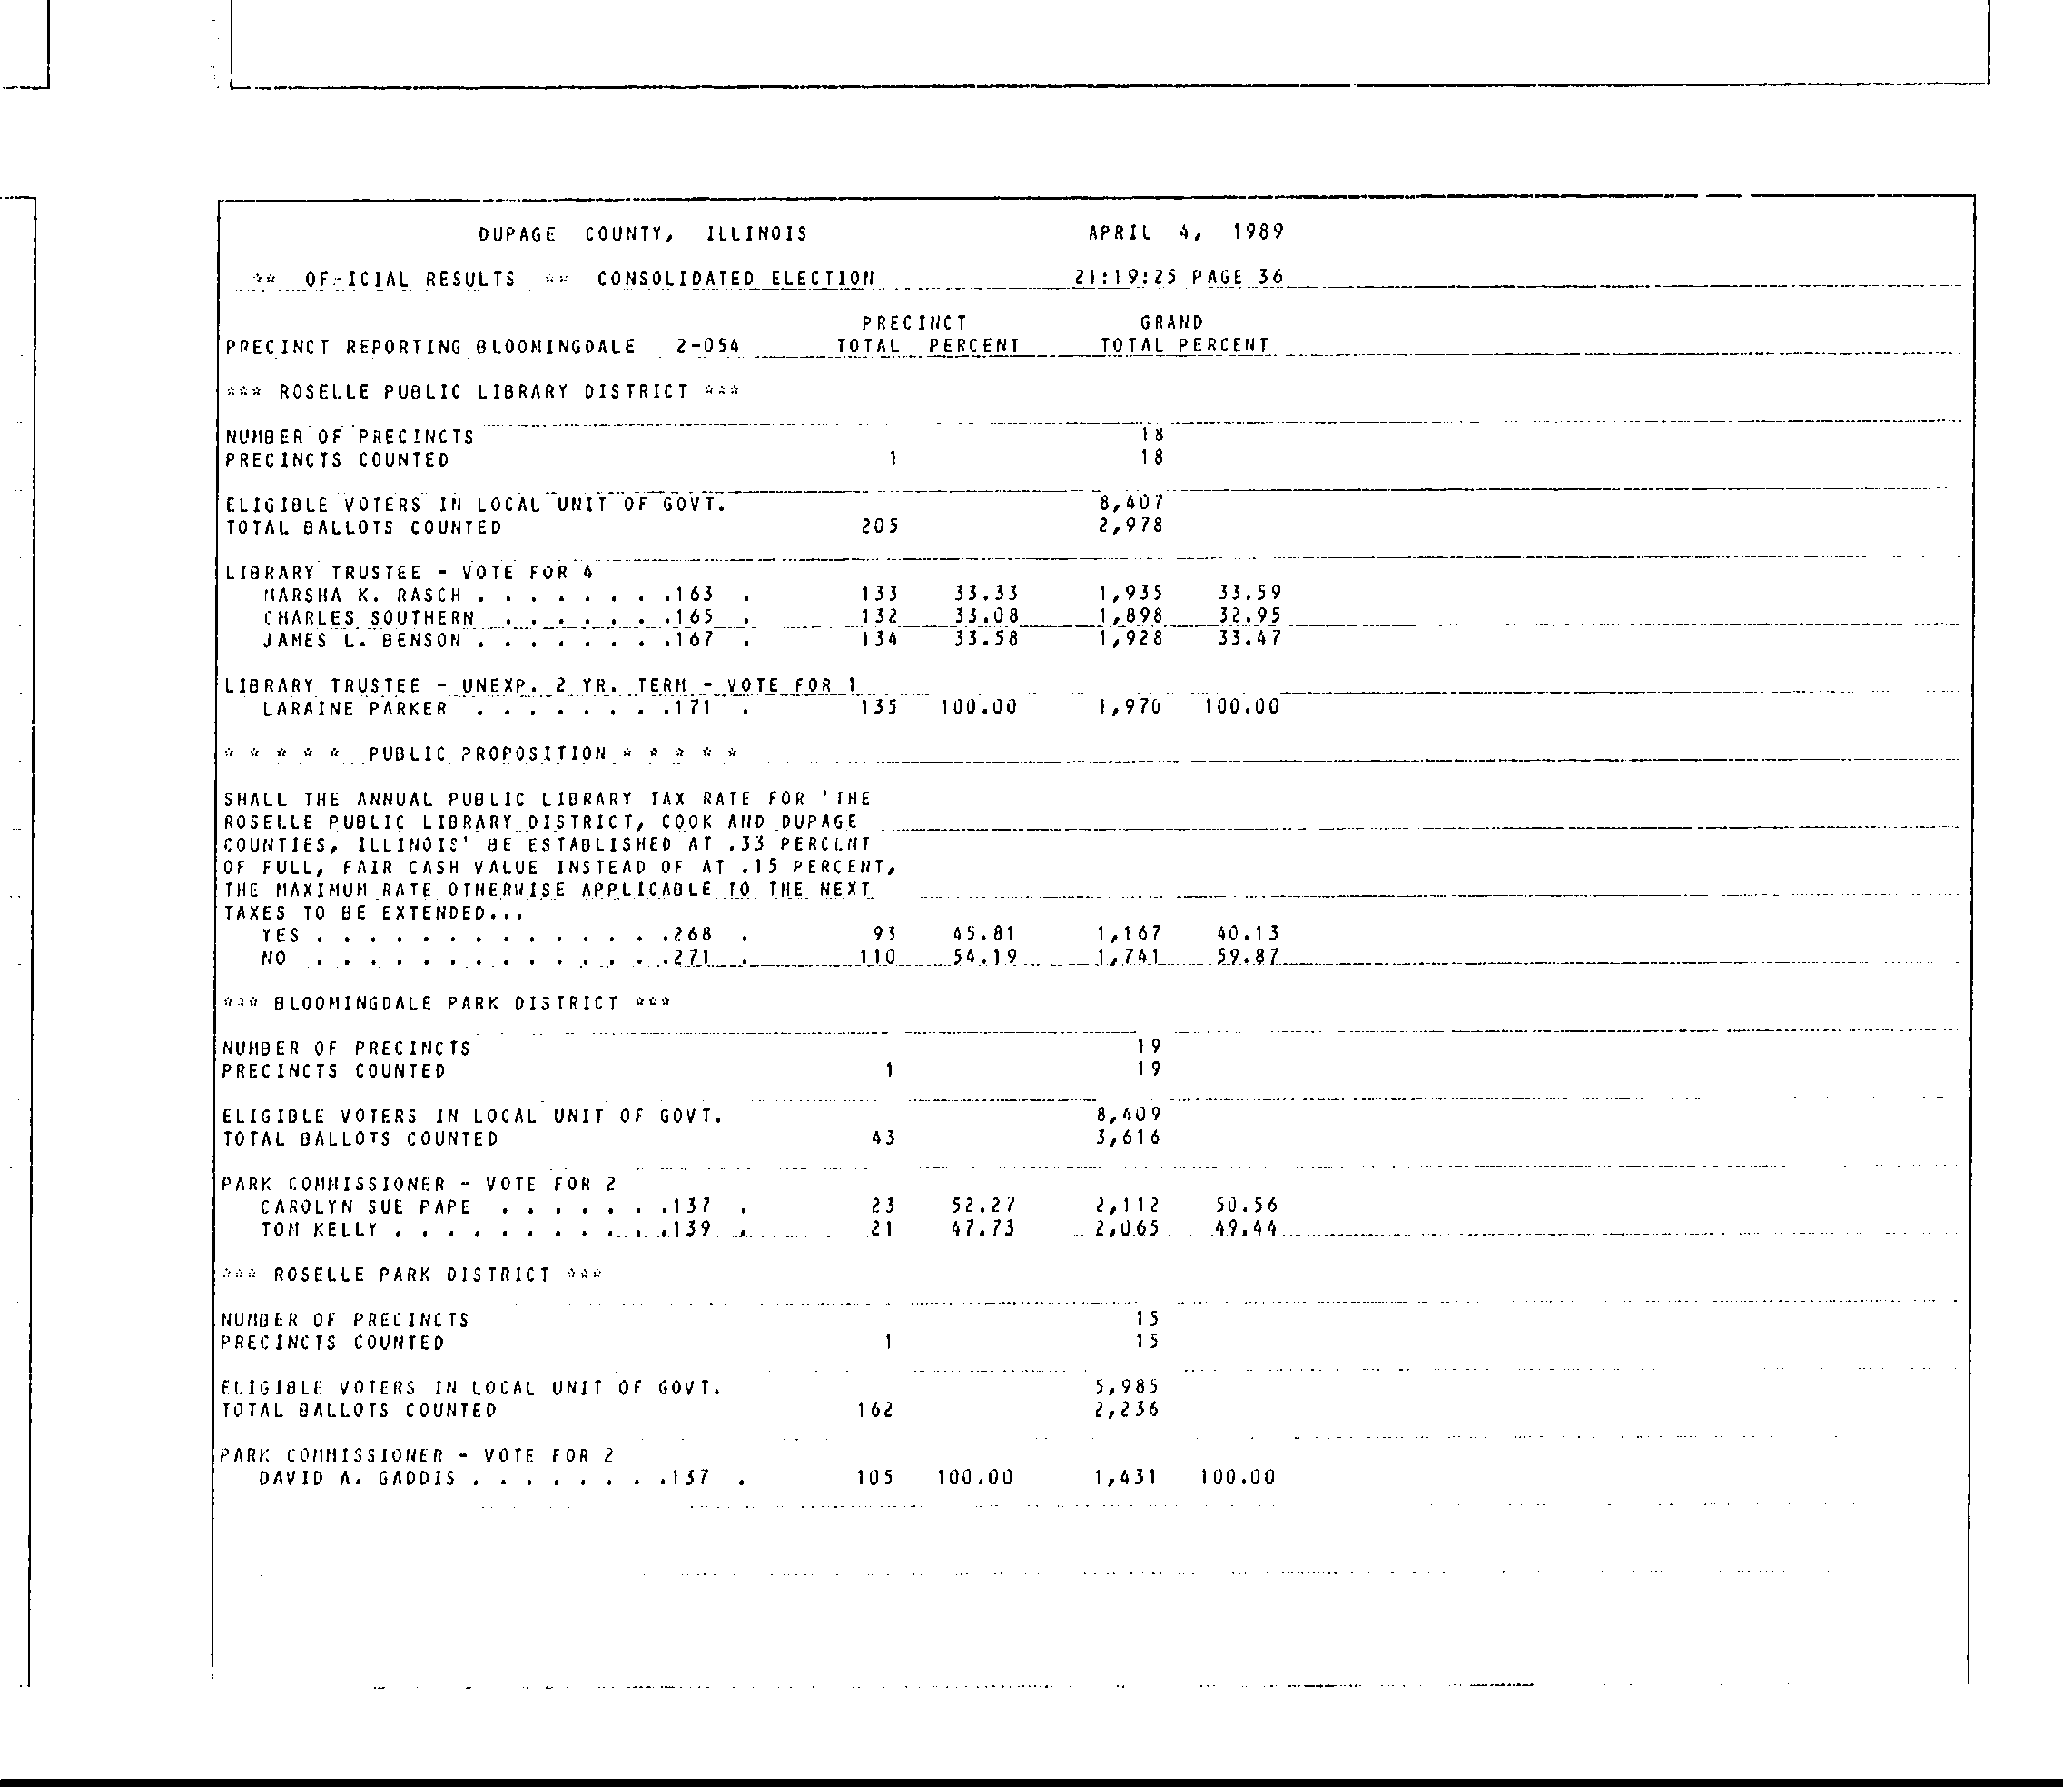 DUPAGE COUNTY, ILLINOIS APRIL 4, 1989
** OF-ICIAL RESULTS ** CONSOLIDATED ELECTION 21:19:25 PAGE 36
PRECINCT GRAND
PRECINCT REPORTING BLOOMINGDALE 2-054 TOTAL PERCENT TOTAL PERCENT
*** ROSELLE PUBLIC LIBRARY DISTRICT ***
NUMBER OF PRECINCTS 18
PRECINCTS COUNTED 1 18
ELIGIBLE VOTERS IN LOCAL UNIT OF GOVT. 8,407
TOTAL BALLOTS COUNTED 205 2,978
LIBRARY TRUSTEE - VOTE FOR 4
MARSHA K. RASCH . . . . . . . .163 . 133 33.33 1,935 33.59
CHARLES SOUTHERN . . . . . . .165 . 132 33.08 1,898 32.95
JAMES L. BENSON . . . . . . . .167 . 134 33.58 1,928 33.47
LIBRARY TRUSTEE - UNEXP. 2 YR. TERM - VOTE FOR 1
LARAINE PARKER . . . . . . . .171 . 135 100.00 1,970 100.00
* * * * * PUBLIC PROPOSITION * * * * *
SHALL THE ANNUAL PUBLIC LIBRARY TAX RATE FOR 'THE
ROSELLE PUBLIC LIBRARY DISTRICT, COOK AND DUPAGE
COUNTIES, ILLINOIS' BE ESTABLISHED AT .33 PERCENT
OF FULL, FAIR CASH VALUE INSTEAD OF AT .15 PERCENT,
THE MAXIMUM RATE OTHERWISE APPLICABLE TO THE NEXT
TAXES TO BE EXTENDED...
YES . . . . . . . . . . . . . .268 . 93 45.81 1,167 40.13
NO . . . . . . . . . . . . . .271 . 110 54.19 1,741 59.87
*** BLOOMINGDALE PARK DISTRICT ***
NUMBER OF PRECINCTS 19
PRECINCTS COUNTED 1 19
ELIGIBLE VOTERS IN LOCAL UNIT OF GOVT. 8,409
TOTAL BALLOTS COUNTED 43 3,616
PARK COMMISSIONER - VOTE FOR 2
CAROLYN SUE PAPE . . . . . . .137 . 23 52.27 2,112 50.56
TOM KELLY . . . . . . . . . . .139 . 21 47.73 2,065 49.44
*** ROSELLE PARK DISTRICT ***
NUMBER OF PRECINCTS 15
PRECINCTS COUNTED 1 15
ELIGIBLE VOTERS IN LOCAL UNIT OF GOVT. 5,985
TOTAL BALLOTS COUNTED 162 2,236
PARK COMMISSIONER - VOTE FOR 2
DAVID A. GADDIS . . . . . . . .137 . 105 100.00 1,431 100.00